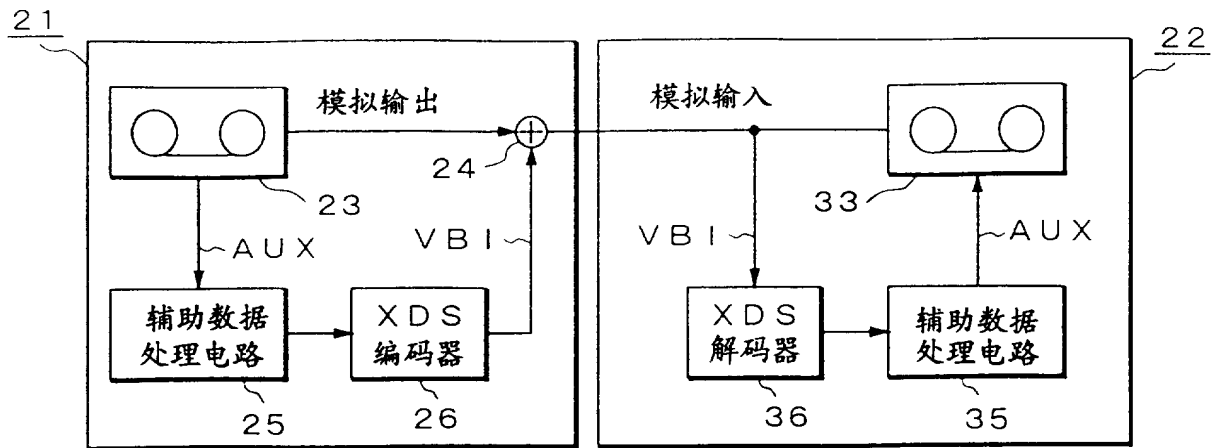 21
22
模拟输出
模拟输入
24
23
33
AUX
VBI
VBI
AUX
辅助数据
处理电路
XDS
编码器
XDS
解码器
辅助数据
处理电路
25
26
36
35